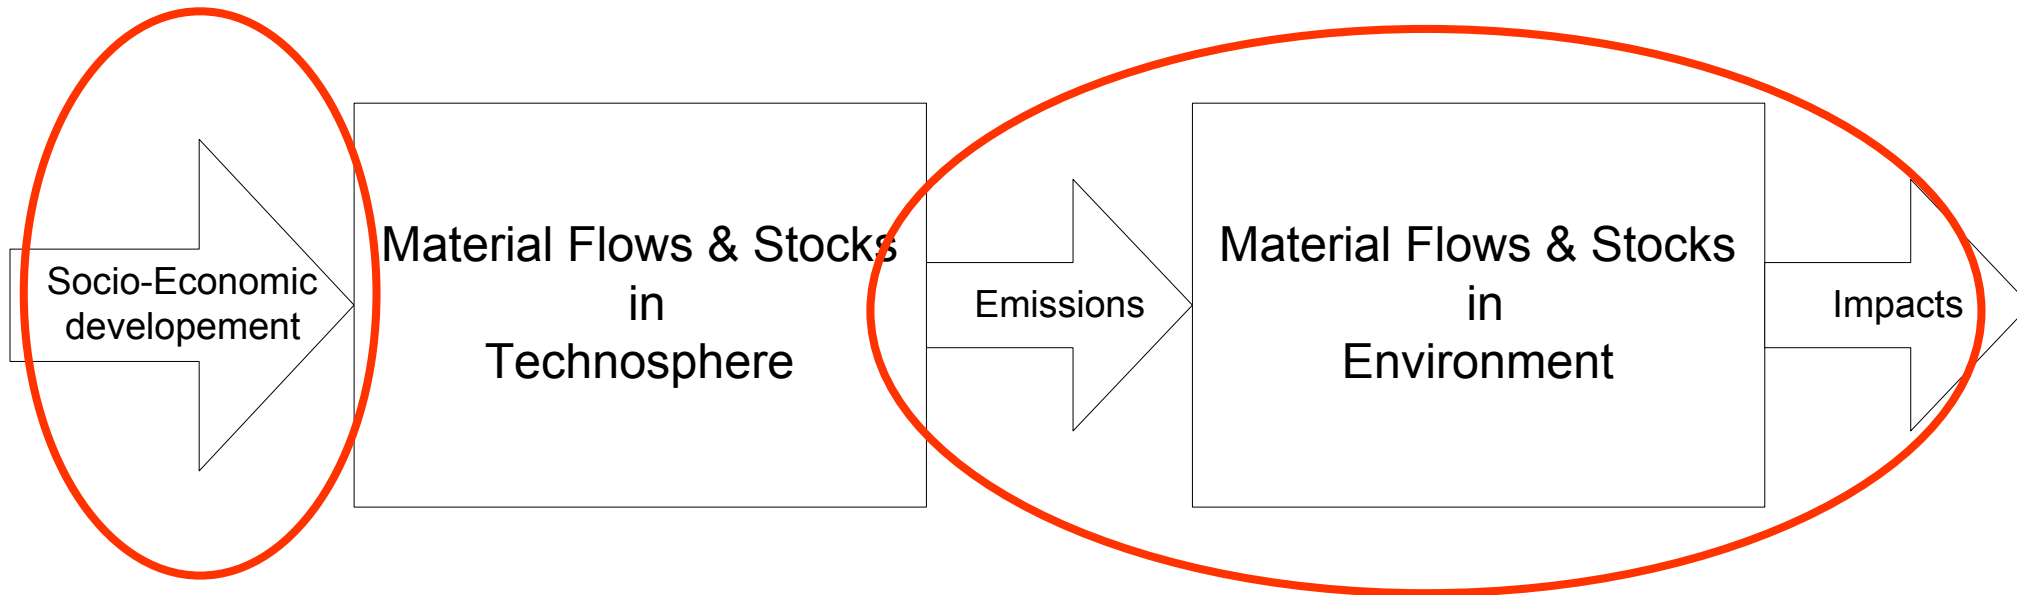 Socio-Economic
developement
Material Flows & Stocks
in
Technosphere
Emissions
Material Flows & Stocks
in
Environment
Impacts